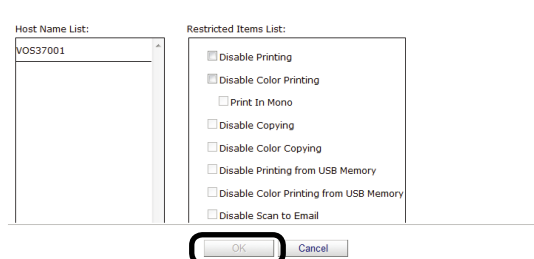 Host Name List:
VOS37001
Restricted Items List:
Disable Printing
Disable Color Printing
Print In Mono
Disable Copying
Disable Color Copying
Disable Printing from USB Memory
Disable Color Printing from USB Memory
Disable Scan to Email
OK Cancel